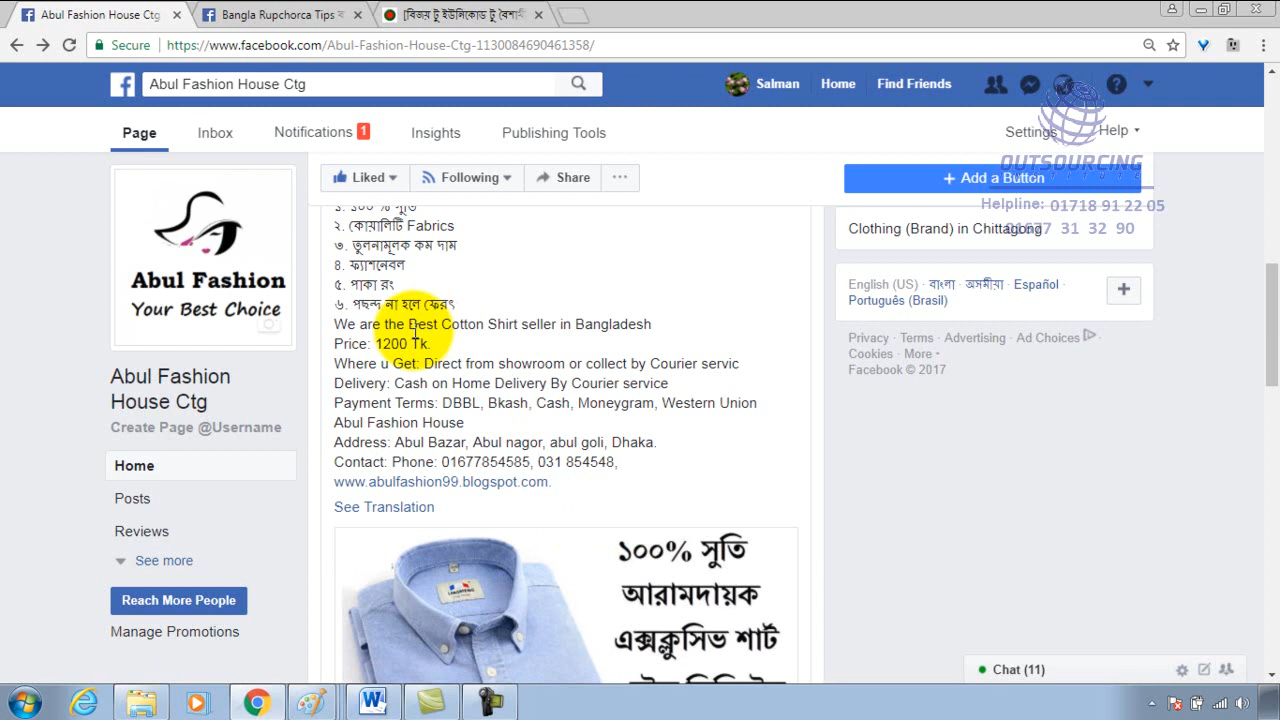 Abul Fashion House Ctg
Bangla Rupchorca Tips
[বিজয় টু ইউনিকোড টু
Secure
https://www.facebook.com/Abul-Fashion-House-Ctg-1130084690461358/
Abul Fashion House Ctg
Salman
Home
Find Friends
Page
Inbox
Notifications 1
Insights
Publishing Tools
Settings
Help
OUTSOURCING
Helpline: 01718 91 22 05
01677 31 32 90
Liked
Following
Share
Add a Button
১. ১০০ % সুতি
২. কোয়ালিটি Fabrics
৩. তুলনামূলক কম দাম
৪. ফ্যাশনেবল
৫. পাকা রং
৬. পছন্দ না হলে ফেরৎ
We are the Best Cotton Shirt seller in Bangladesh
Price: 1200 Tk.
Where u Get: Direct from showroom or collect by Courier servic
Delivery: Cash on Home Delivery By Courier service
Payment Terms: DBBL, Bkash, Cash, Moneygram, Western Union
Abul Fashion House
Address: Abul Bazar, Abul nagor, abul goli, Dhaka.
Contact: Phone: 01677854585, 031 854548,
www.abulfashion99.blogspot.com.
See Translation
১০০% সুতি
আরামদায়ক
এক্সক্লুসিভ শার্ট
Abul Fashion
Your Best Choice
Abul Fashion
House Ctg
Create Page @Username
Home
Posts
Reviews
See more
Reach More People
Manage Promotions
Clothing (Brand) in Chittagong
English (US) · বাংলা · অসমীয়া · Español ·
Português (Brasil)
Privacy · Terms · Advertising · Ad Choices
Cookies · More
Facebook © 2017
Chat (11)